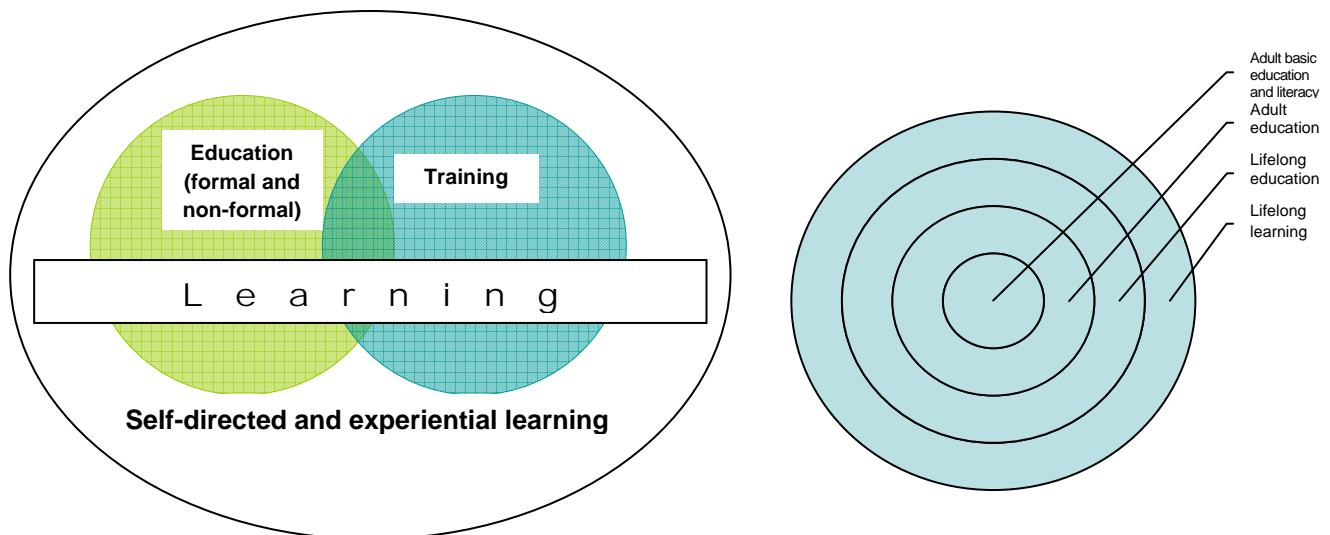 Education
(formal and
non-formal)
Training
Learning
Self-directed and experiential learning
Adult basic
education
and literacy
Adult
education
Lifelong
education
Lifelong
learning